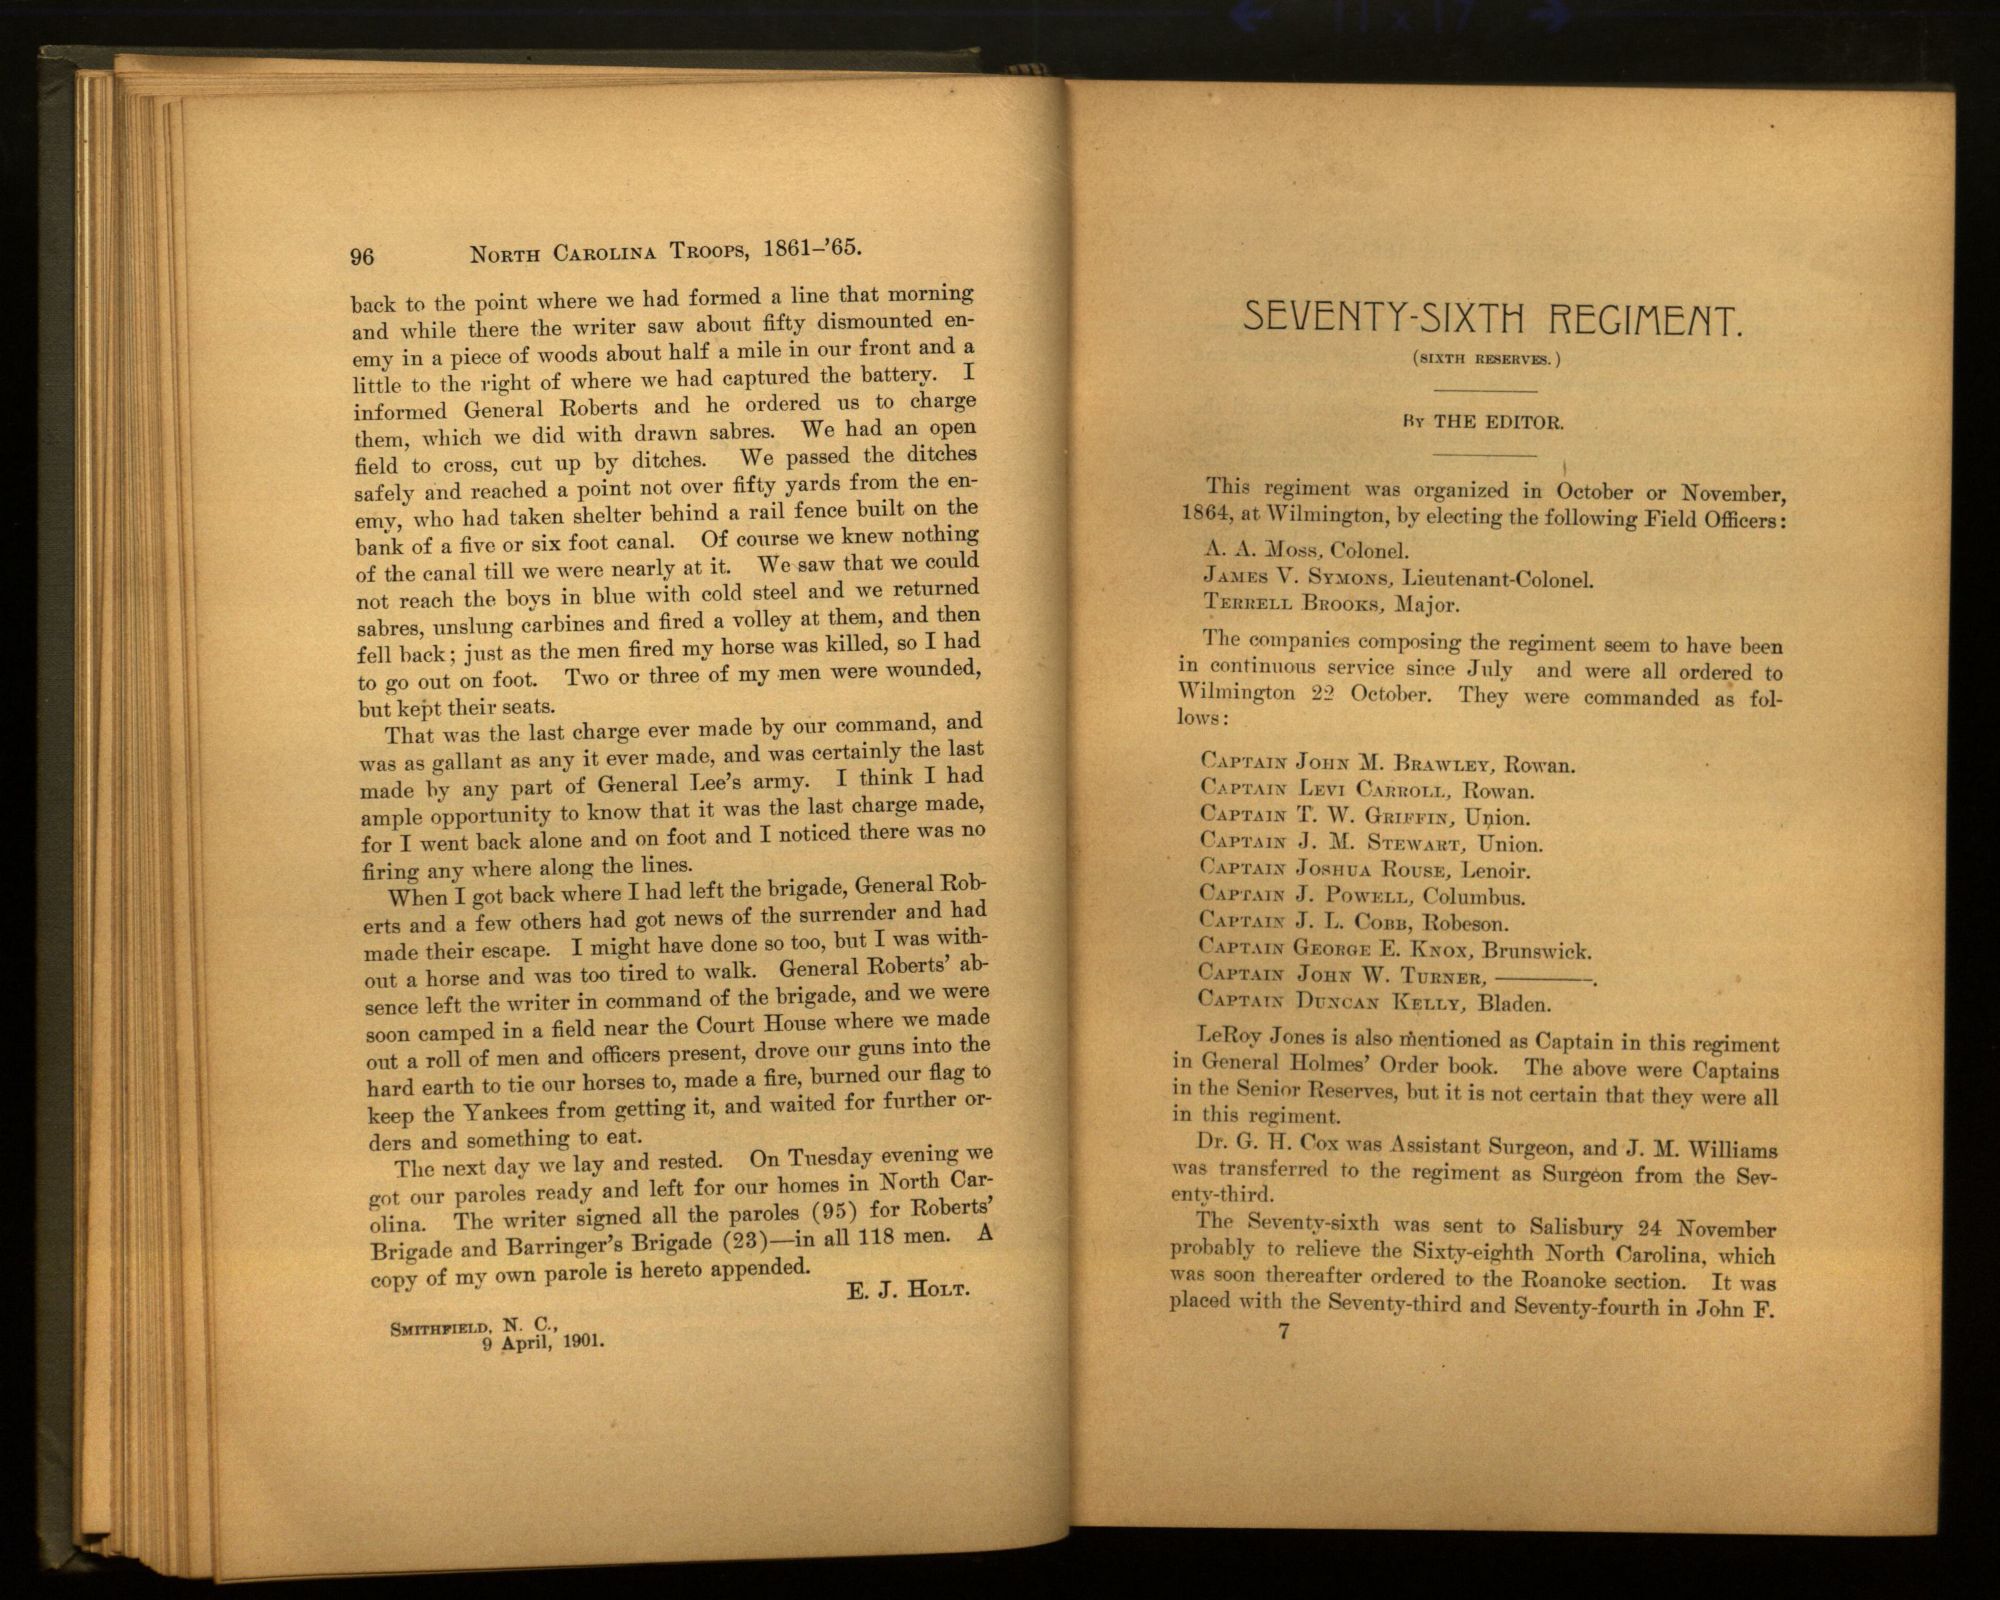 96 North Carolina Troops, 1861–'65.
back to the point where we had formed a line that morning
and while there the writer saw about fifty dismounted en-
emy in a piece of woods about half a mile in our front and a
little to the right of where we had captured the battery. I
informed General Roberts and he ordered us to charge
them, which we did with drawn sabres. We had an open
field to cross, cut up by ditches. We passed the ditches
safely and reached a point not over fifty yards from the en-
emy, who had taken shelter behind a rail fence built on the
bank of a five or six foot canal. Of course we knew nothing
of the canal till we were nearly at it. We saw that we could
not reach the boys in blue with cold steel and we returned
sabres, unslung carbines and fired a volley at them, and then
fell back; just as the men fired my horse was killed, so I had
to go out on foot. Two or three of my men were wounded,
but kept their seats.
That was the last charge ever made by our command, and
was as gallant as any it ever made, and was certainly the last
made by any part of General Lee's army. I think I had
ample opportunity to know that it was the last charge made,
for I went back alone and on foot and I noticed there was no
firing any where along the lines.
When I got back where I had left the brigade, General Rob-
erts and a few others had got news of the surrender and had
made their escape. I might have done so too, but I was with-
out a horse and was too tired to walk. General Roberts' ab-
sence left the writer in command of the brigade, and we were
soon camped in a field near the Court House where we made
out a roll of men and officers present, drove our guns into the
hard earth to tie our horses to, made a fire, burned our flag to
keep the Yankees from getting it, and waited for further or-
ders and something to eat.
The next day we lay and rested. On Tuesday evening we
got our paroles ready and left for our homes in North Car-
olina. The writer signed all the paroles (95) for Roberts'
Brigade and Barringer's Brigade (23)—in all 118 men. A
copy of my own parole is hereto appended.
E. J. Holt.
Smithfield, N. C.,
9 April, 1901.
SEVENTY-SIXTH REGIMENT.
(SIXTH RESERVES.)
By THE EDITOR.
This regiment was organized in October or November,
1864, at Wilmington, by electing the following Field Officers:
A. A. Moss, Colonel.
James V. Symons, Lieutenant-Colonel.
Terrell Brooks, Major.
The companies composing the regiment seem to have been
in continuous service since July and were all ordered to
Wilmington 22 October. They were commanded as fol-
lows:
Captain John M. Brawley, Rowan.
Captain Levi Carroll, Rowan.
Captain T. W. Griffin, Union.
Captain J. M. Stewart, Union.
Captain Joshua Rouse, Lenoir.
Captain J. Powell, Columbus.
Captain J. L. Cobb, Robeson.
Captain George E. Knox, Brunswick.
Captain John W. Turner, ————.
Captain Duncan Kelly, Bladen.
LeRoy Jones is also mentioned as Captain in this regiment
in General Holmes' Order book. The above were Captains
in the Senior Reserves, but it is not certain that they were all
in this regiment.
Dr. G. H. Cox was Assistant Surgeon, and J. M. Williams
was transferred to the regiment as Surgeon from the Sev-
enty-third.
The Seventy-sixth was sent to Salisbury 24 November
probably to relieve the Sixty-eighth North Carolina, which
was soon thereafter ordered to the Roanoke section. It was
placed with the Seventy-third and Seventy-fourth in John F.
7